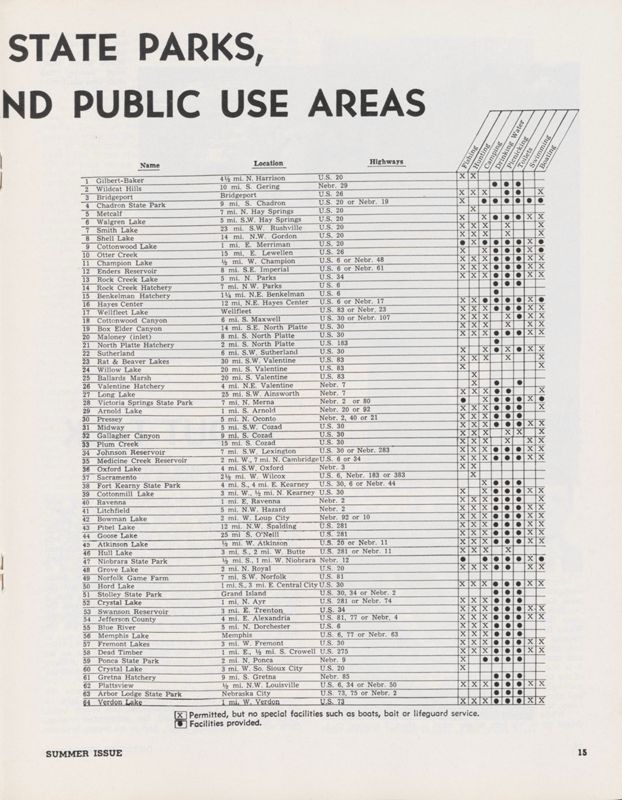 STATE PARKS,
ND PUBLIC USE AREAS
Name Location Highways Fishing Hunting Camping Drinking Water Picnicking Toilets Swimming Boating
1 Gilbert-Baker 4½ mi. N. Harrison U.S. 20 X X
2 Wildcat Hills 10 mi. S. Gering Nebr. 29
3 Bridgeport Bridgeport U.S. 26
4 Chadron State Park 9 mi. S. Chadron U.S. 20 or Nebr. 19
5 Metcalf 7 mi. N. Hay Springs U.S. 20
6 Walgren Lake 5 mi. S.W. Hay Springs U.S. 20
7 Smith Lake 23 mi. S.W. Rushville U.S. 20
8 Shell Lake 14 mi. N.W. Gordon U.S. 20
9 Cottonwood Lake 1 mi. E. Merriman U.S. 20
10 Otter Creek 15 mi. E. Lewellen U.S. 26
11 Champion Lake ½ mi. W. Champion U.S. 6 or Nebr. 48
12 Enders Reservoir 8 mi. S.E. Imperial U.S. 6 or Nebr. 61
13 Rock Creek Lake 5 mi. N. Parks U.S. 34
14 Rock Creek Hatchery 7 mi. N.W. Parks U.S. 6
15 Benkelman Hatchery 1¼ mi. N.E. Benkelman U.S. 6
16 Hayes Center 12 mi. N.E. Hayes Center U.S. 6 or Nebr. 17
17 Wellfleet Lake Wellfleet U.S. 83 or Nebr. 23
18 Cottonwood Canyon 6 mi. S. Maxwell U.S. 30 or Nebr. 107
19 Box Elder Canyon 14 mi. S.E. North Platte U.S. 30
20 Maloney (inlet) 8 mi. S. North Platte U.S. 30
21 North Platte Hatchery 2 mi. S. North Platte U.S. 183
22 Sutherland 6 mi. S.W. Sutherland U.S. 30
23 Rat & Beaver Lakes 30 mi. S.W. Valentine U.S. 83
24 Willow Lake 20 mi. S. Valentine U.S. 83
25 Ballards Marsh 20 mi. S. Valentine U.S. 83
26 Valentine Hatchery 4 mi. N.E. Valentine Nebr. 7
27 Long Lake 25 mi. S.W. Ainsworth Nebr. 7
28 Victoria Springs State Park 7 mi. N. Merna Nebr. 2 or 80
29 Arnold Lake 1 mi. S. Arnold Nebr. 20 or 92
30 Pressey 5 mi. N. Oconto Nebr. 2, 40 or 21
31 Midway 5 mi. S.W. Cozad U.S. 30
32 Gallagher Canyon 9 mi. S. Cozad U.S. 30
33 Plum Creek 15 mi. S. Cozad U.S. 30
34 Johnson Reservoir 7 mi. S.W. Lexington U.S. 30 or Nebr. 283
35 Medicine Creek Reservoir 2 mi. W., 7 mi. N. Cambridge U.S. 6 or 34
36 Oxford Lake 4 mi. S.W. Oxford Nebr. 3
37 Sacramento 2½ mi. W. Wilcox U.S. 6, Nebr. 183 or 383
38 Fort Kearny State Park 4 mi. S., 4 mi. E. Kearney U.S. 30, 6 or Nebr. 44
39 Cottonmill Lake 3 mi. W., ½ mi. N. Kearney U.S. 30
40 Ravenna 1 mi. E. Ravenna Nebr. 2
41 Litchfield 5 mi. N.W. Hazard Nebr. 2
42 Bowman Lake 2 mi. W. Loup City Nebr. 92 or 10
43 Pibel Lake 12 mi. N.W. Spalding U.S. 281
44 Goose Lake 25 mi S. O'Neill U.S. 281
45 Atkinson Lake ½ mi. W. Atkinson U.S. 20 or Nebr. 11
46 Hull Lake 3 mi. S., 2 mi. W. Butte U.S. 281 or Nebr. 11
47 Niobrara State Park ½ mi. S., 1 mi. W. Niobrara Nebr. 12
48 Grove Lake 2 mi. N. Royal U.S. 20
49 Norfolk Game Farm 7 mi. S.W. Norfolk U.S. 81
50 Hord Lake 1 mi. S., 3 mi. E. Central City U.S. 30
51 Stolley State Park Grand Island U.S. 30, 34 or Nebr. 2
52 Crystal Lake 1 mi. N. Ayr U.S. 281 or Nebr. 74
53 Swanson Reservoir 3 mi. E. Trenton U.S. 34
54 Jefferson County 4 mi. E. Alexandria U.S. 81, 77 or Nebr. 4
55 Blue River 5 mi. N. Dorchester U.S. 6
56 Memphis Lake Memphis U.S. 6, 77 or Nebr. 63
57 Fremont Lakes 3 mi. W. Fremont U.S. 30
58 Dead Timber 1 mi. E., ½ mi. S. Crowell U.S. 275
59 Ponca State Park 2 mi. N. Ponca Nebr. 9
60 Crystal Lake 3 mi. W. So. Sioux City U.S. 20
61 Gretna Hatchery 9 mi. S. Gretna Nebr. 85
62 Plattsview ½ mi. N.W. Louisville U.S. 6, 34 or Nebr. 50
63 Arbor Lodge State Park Nebraska City U.S. 73, 75 or Nebr. 2
64 Verdon Lake 1 mi. W. Verdon U.S. 73
X Permitted, but no special facilities such as boats, bait or lifeguard service.
● Facilities provided.
SUMMER ISSUE 15